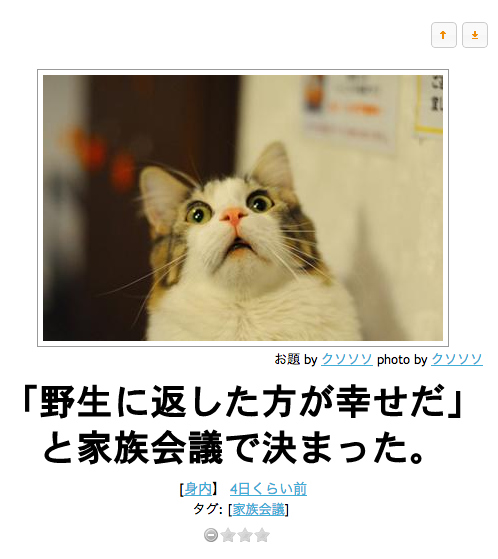 お題 by クソソソ photo by クソソソ
「野生に返した方が幸せだ」
と家族会議で決まった。
[身内】 4日くらい前
タグ: [家族会議]